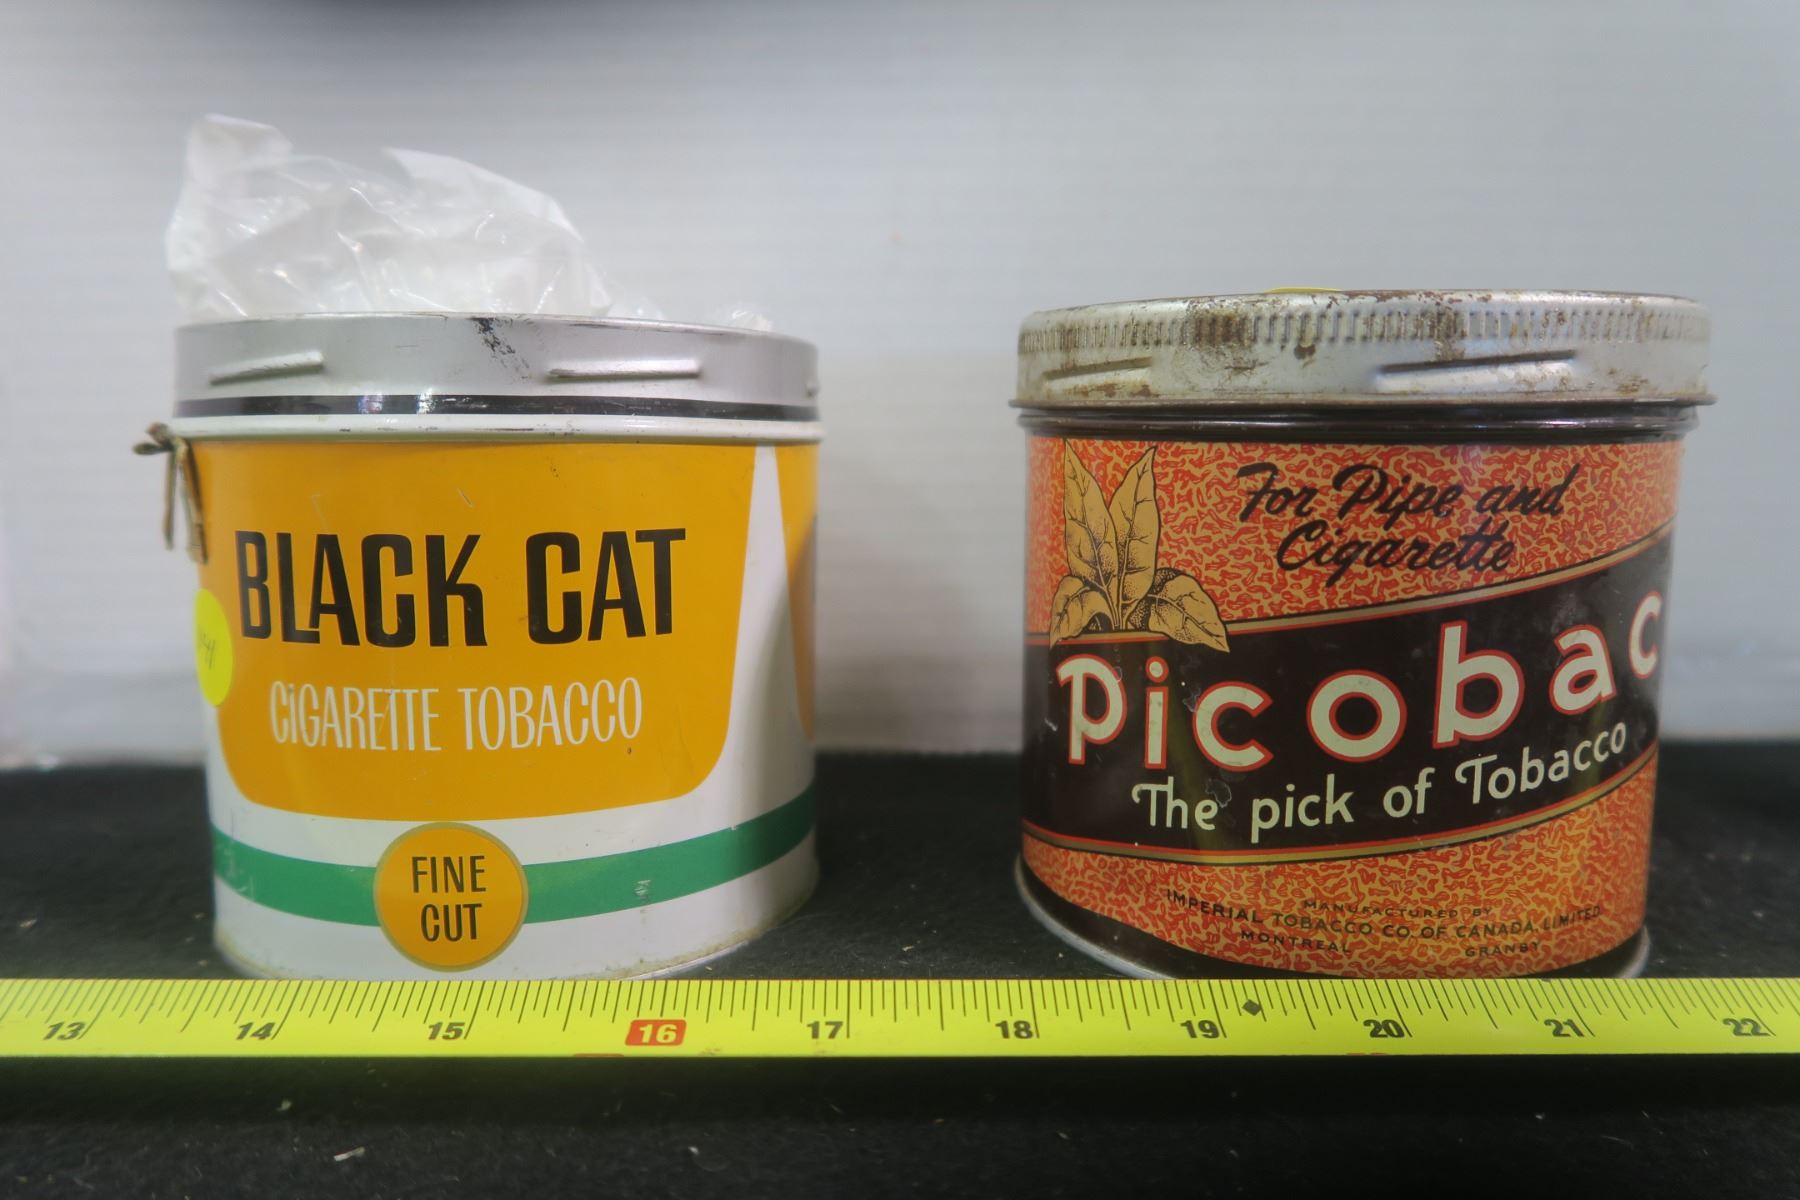 BLACK CAT
CIGARETTE TOBACCO
FINE
CUT
For Pipe and
Cigarette
Picobac
The pick of Tobacco
MANUFACTURED BY
IMPERIAL TOBACCO CO. OF CANADA, LIMITED
MONTREAL GRANBY
13 14 15 16 17 18 19 20 21 22